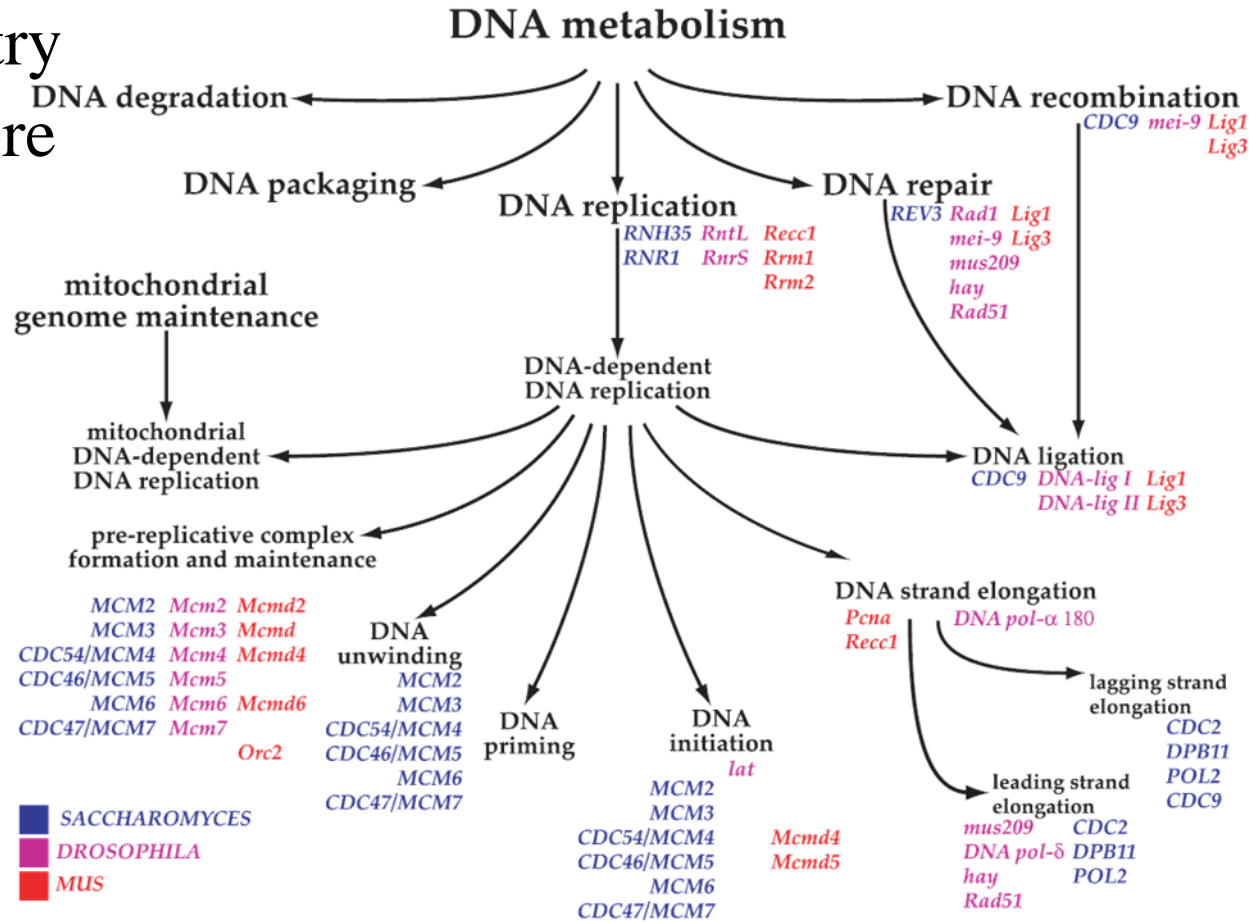 DNA metabolism
try
ore
DNA degradation
DNA recombination
CDC9 mei-9 Lig1
Lig3
DNA packaging
DNA replication
RNH35 RntL Recc1
RNR1 RnrS Rrm1
Rrm2
DNA repair
REV3 Rad1 Lig1
mei-9 Lig3
mus209
hay
Rad51
mitochondrial
genome maintenance
DNA-dependent
DNA replication
mitochondrial
DNA-dependent
DNA replication
DNA ligation
CDC9 DNA-lig I Lig1
DNA-lig II Lig3
pre-replicative complex
formation and maintenance
MCM2 Mcm2 Mcmd2
MCM3 Mcm3 Mcmd
CDC54/MCM4 Mcm4 Mcmd4
CDC46/MCM5 Mcm5
MCM6 Mcm6 Mcmd6
CDC47/MCM7 Mcm7
Orc2
DNA
unwinding
MCM2
MCM3
CDC54/MCM4
CDC46/MCM5
MCM6
CDC47/MCM7
DNA
priming
DNA
initiation
lat
MCM2
MCM3
CDC54/MCM4 Mcmd4
CDC46/MCM5 Mcmd5
MCM6
CDC47/MCM7
DNA strand elongation
Pcna DNA pol-α 180
Recc1
lagging strand
elongation
CDC2
DPB11
POL2
CDC9
leading strand
elongation
mus209 CDC2
DNA pol-δ DPB11
hay POL2
Rad51
SACCHAROMYCES
DROSOPHILA
MUS